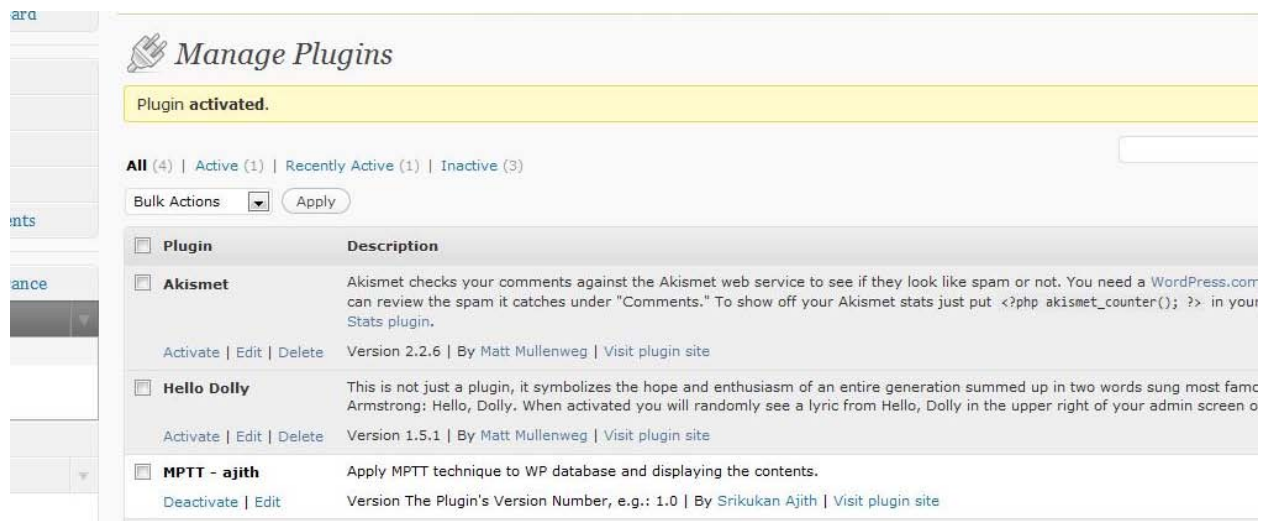 ard
Manage Plugins
Plugin activated.
All (4) | Active (1) | Recently Active (1) | Inactive (3)
Bulk Actions Apply
ents
Plugin Description
ance
Akismet Akismet checks your comments against the Akismet web service to see if they look like spam or not. You need a WordPress.com
can review the spam it catches under "Comments." To show off your Akismet stats just put <?php akismet_counter(); ?> in your
Stats plugin.
Activate | Edit | Delete Version 2.2.6 | By Matt Mullenweg | Visit plugin site
Hello Dolly This is not just a plugin, it symbolizes the hope and enthusiasm of an entire generation summed up in two words sung most famo
Armstrong: Hello, Dolly. When activated you will randomly see a lyric from Hello, Dolly in the upper right of your admin screen o
Activate | Edit | Delete Version 1.5.1 | By Matt Mullenweg | Visit plugin site
MPTT - ajith Apply MPTT technique to WP database and displaying the contents.
Deactivate | Edit Version The Plugin's Version Number, e.g.: 1.0 | By Srikukan Ajith | Visit plugin site